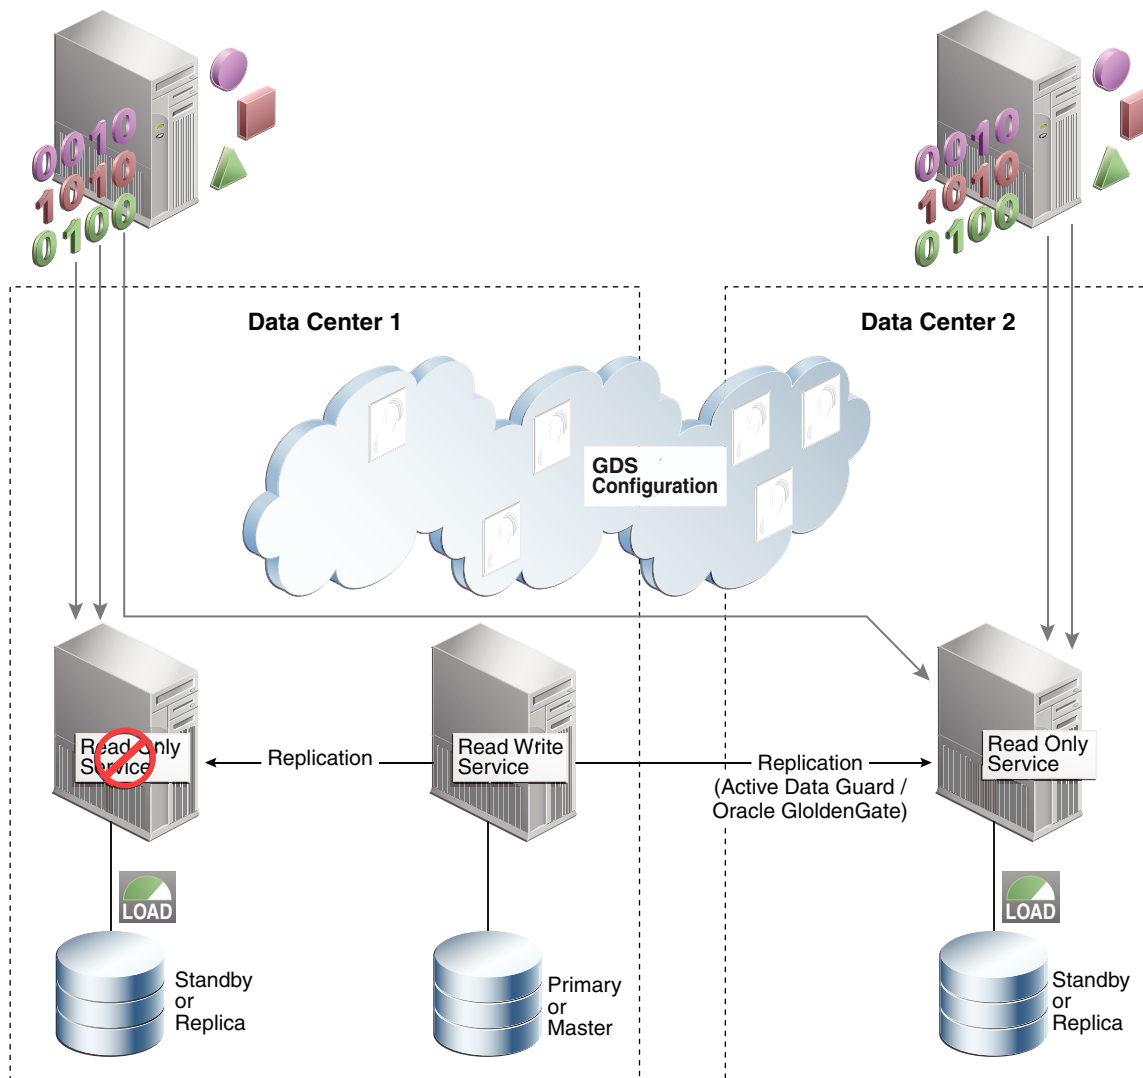 0010
1010
0100
0010
1010
0100
Data Center 1
Data Center 2
GDS
Configuration
Read Only
Service
Replication
Read Write
Service
Replication
(Active Data Guard /
Oracle GloldenGate)
Read Only
Service
LOAD
LOAD
Standby
or
Replica
Primary
or
Master
Standby
or
Replica